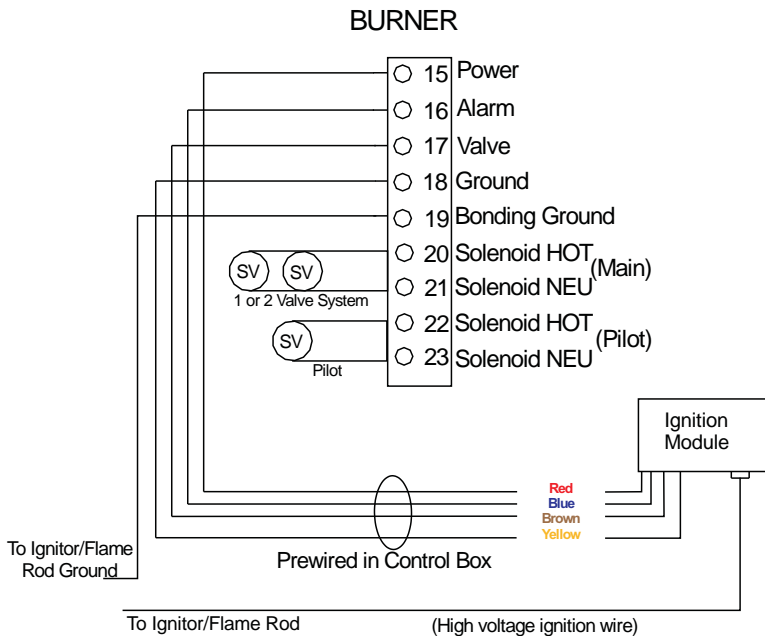 BURNER
15 Power
16 Alarm
17 Valve
18 Ground
19 Bonding Ground
20 Solenoid HOT
(Main)
21 Solenoid NEU
22 Solenoid HOT
(Pilot)
23 Solenoid NEU
SV SV
1 or 2 Valve System
SV
Pilot
Ignition
Module
Red
Blue
Brown
Yellow
Prewired in Control Box
To Ignitor/Flame
Rod Ground
To Ignitor/Flame Rod
(High voltage ignition wire)